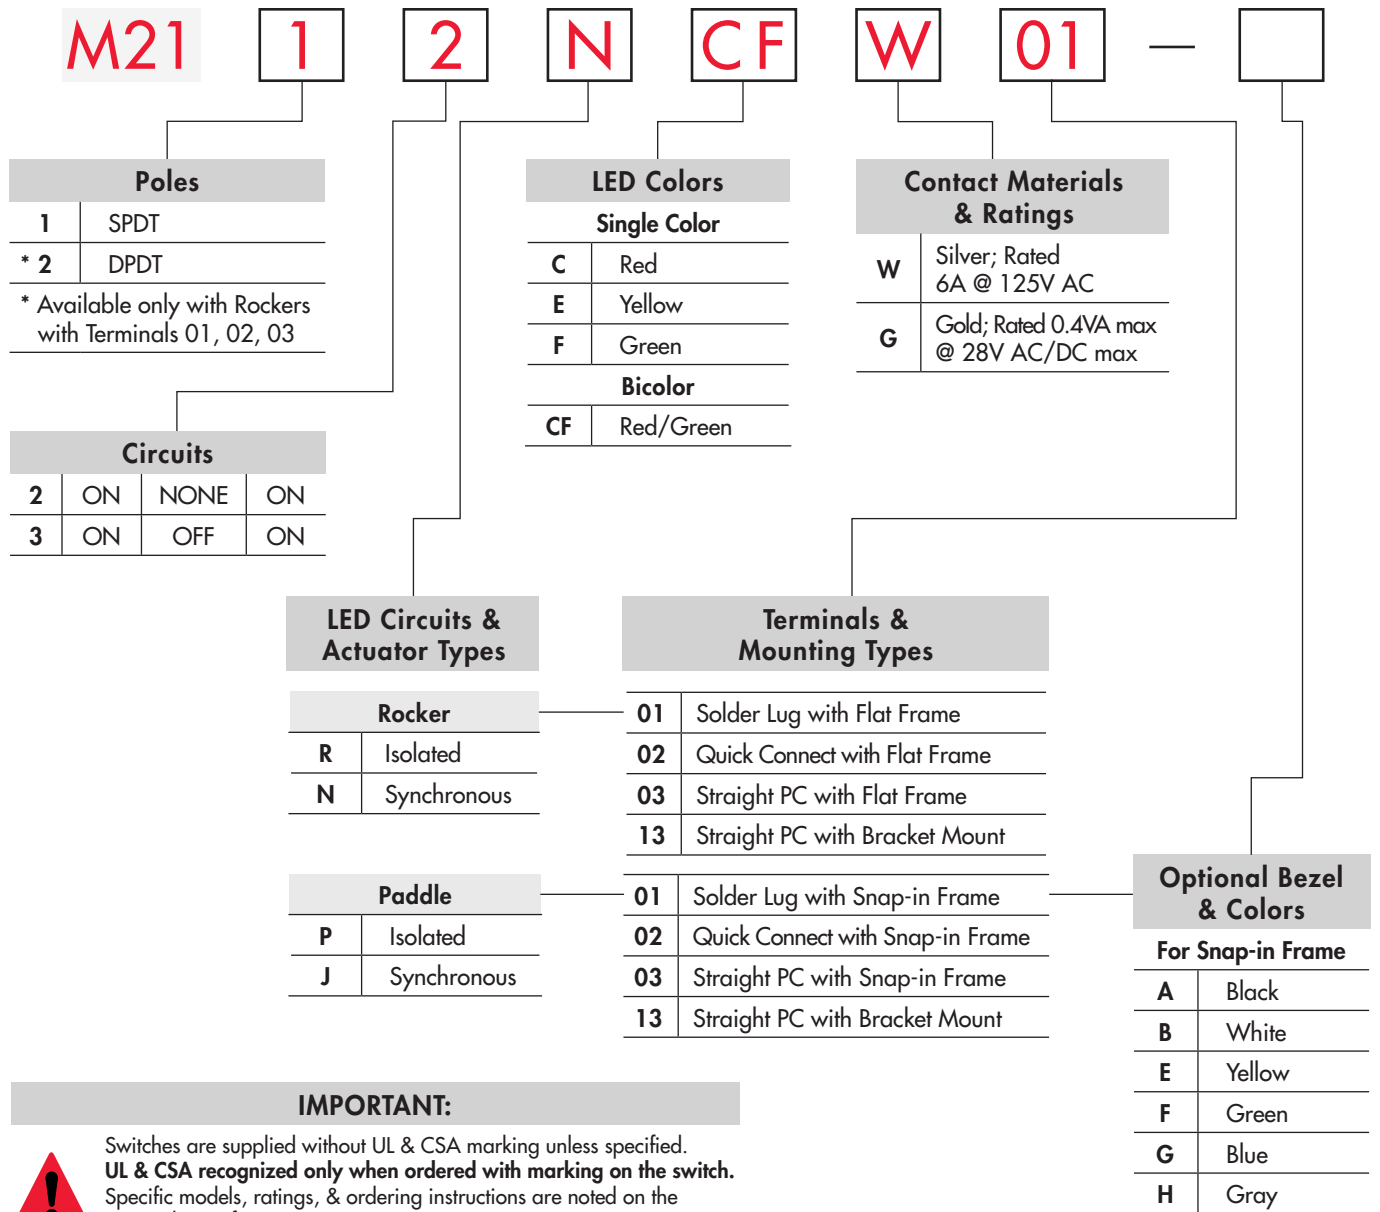 M21 1 2 N CF W 01 —
Poles
1 SPDT
* 2 DPDT
* Available only with Rockers
with Terminals 01, 02, 03
Circuits
2 ON NONE ON
3 ON OFF ON
LED Colors
Single Color
C Red
E Yellow
F Green
Bicolor
CF Red/Green
Contact Materials
& Ratings
W Silver; Rated
6A @ 125V AC
G Gold; Rated 0.4VA max
@ 28V AC/DC max
LED Circuits &
Actuator Types
Rocker
R Isolated
N Synchronous
Paddle
P Isolated
J Synchronous
Terminals &
Mounting Types
01 Solder Lug with Flat Frame
02 Quick Connect with Flat Frame
03 Straight PC with Flat Frame
13 Straight PC with Bracket Mount
01 Solder Lug with Snap-in Frame
02 Quick Connect with Snap-in Frame
03 Straight PC with Snap-in Frame
13 Straight PC with Bracket Mount
Optional Bezel
& Colors
For Snap-in Frame
A Black
B White
E Yellow
F Green
G Blue
H Gray
IMPORTANT:
Switches are supplied without UL & CSA marking unless specified.
UL & CSA recognized only when ordered with marking on the switch.
Specific models, ratings, & ordering instructions are noted on the